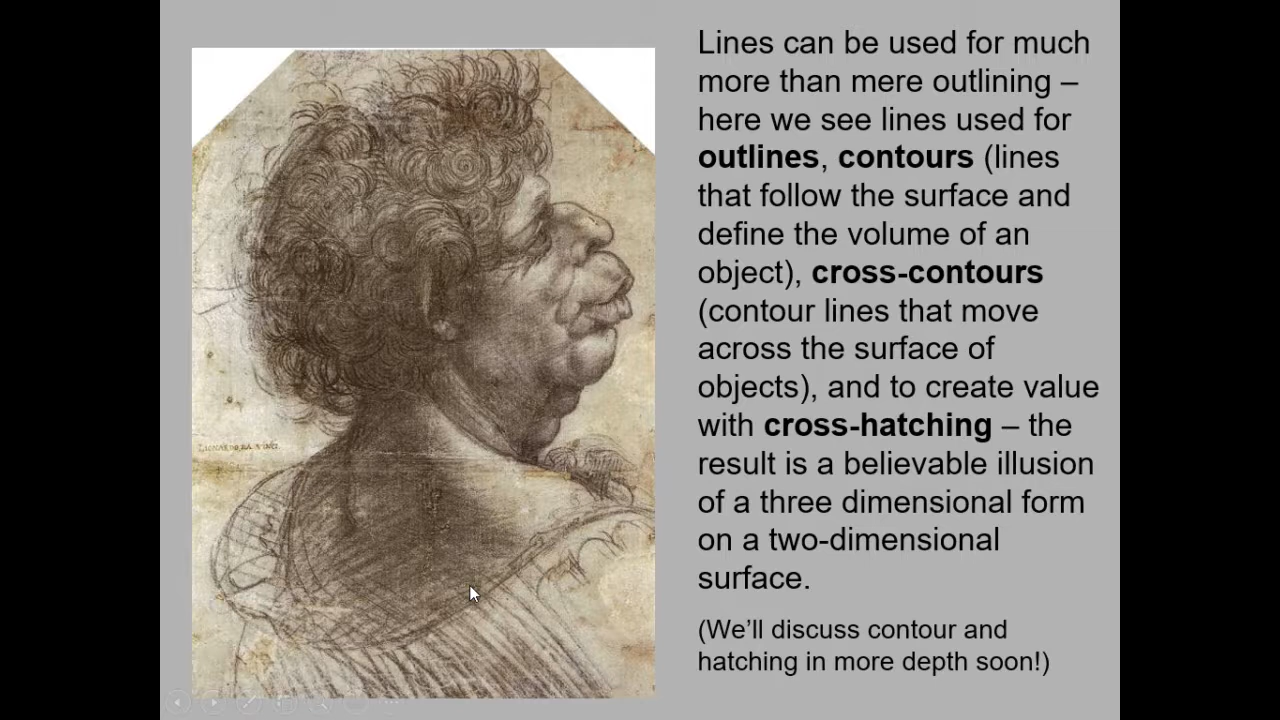 Lines can be used for much
more than mere outlining –
here we see lines used for
outlines, contours (lines
that follow the surface and
define the volume of an
object), cross-contours
(contour lines that move
across the surface of
objects), and to create value
with cross-hatching – the
result is a believable illusion
of a three dimensional form
on a two-dimensional
surface.
(We’ll discuss contour and
hatching in more depth soon!)